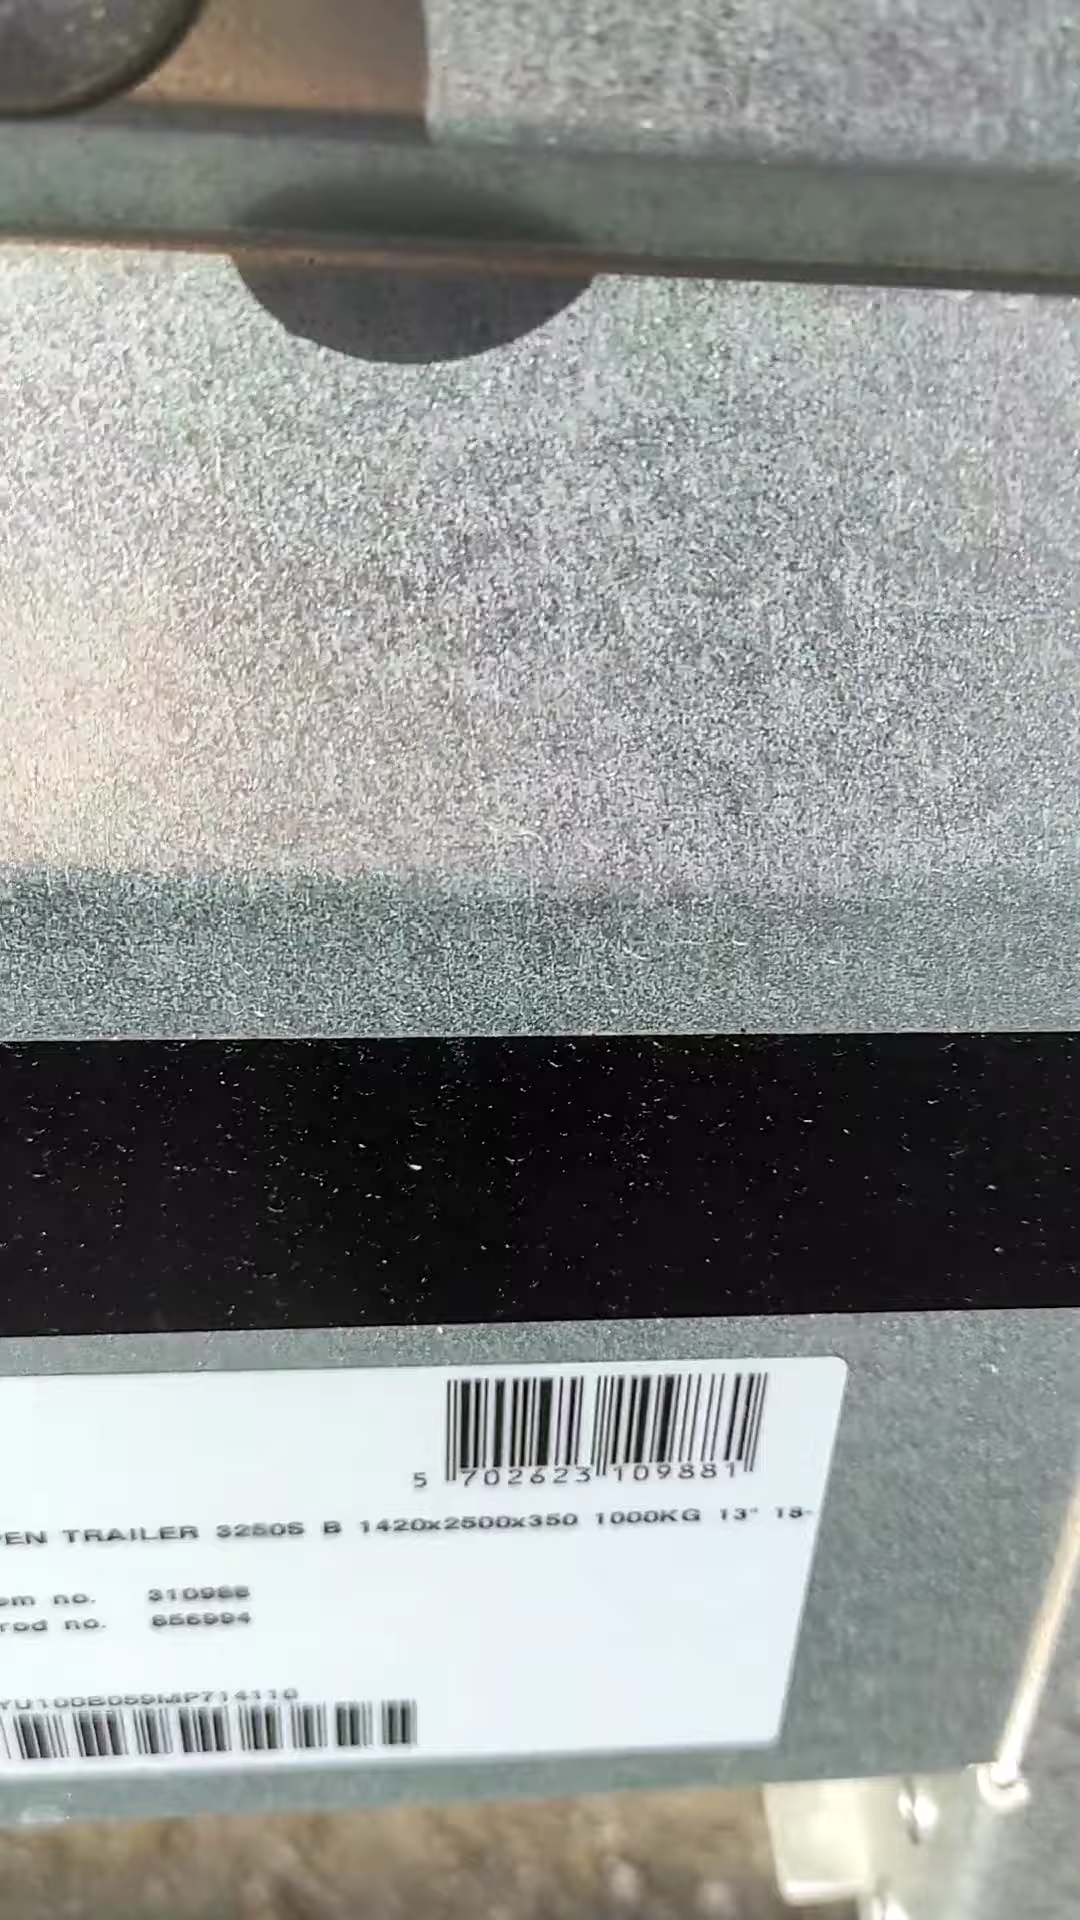 5 702623 109881
PEN TRAILER 3250S B 1420x2500x350 1000KG 13" 13-
em no. 310988
rod no. 656994
YU100B059MP714110